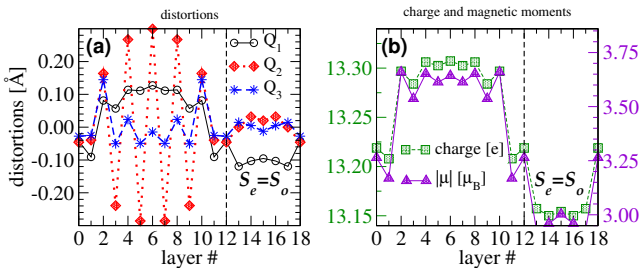 distortions
charge and magnetic moments
(a)
Q1
Q2
Q3
Se=So
distortions [Å]
0.20
0.10
0.00
-0.10
-0.20
0 2 4 6 8 10 12 14 16 18
layer #
(b)
charge [e]
|μ| [μB]
Se=So
13.30
13.25
13.20
13.15
3.75
3.50
3.25
3.00
0 2 4 6 8 10 12 14 16 18
layer #